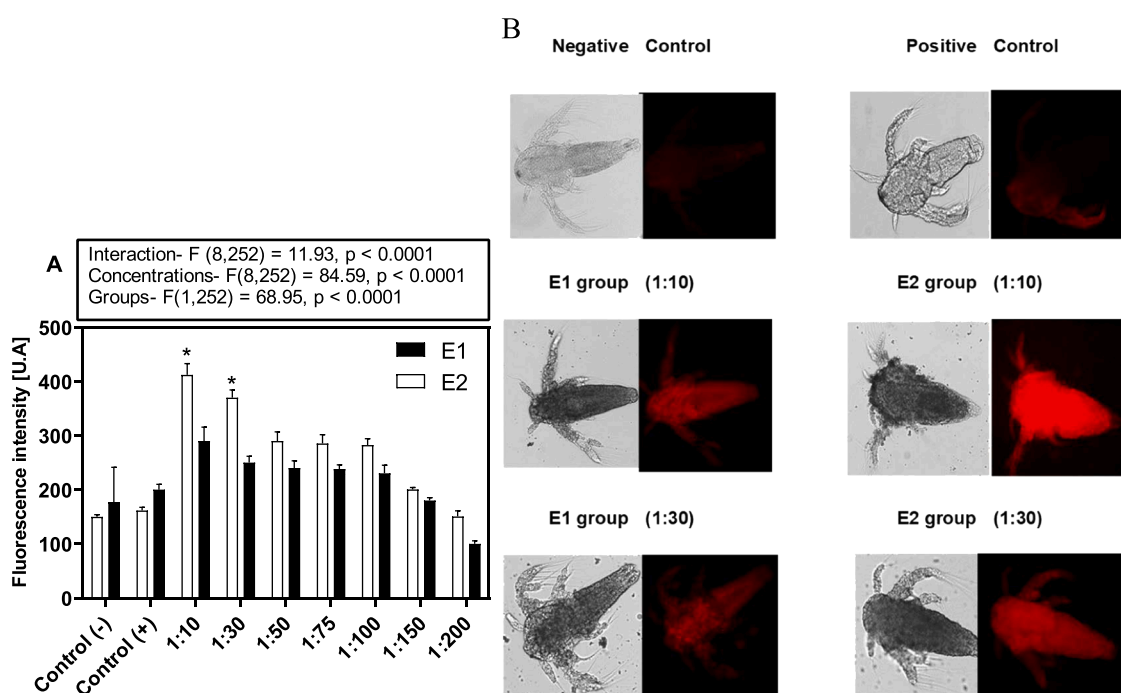 B
Negative Control
Positive Control
E1 group (1:10)
E2 group (1:10)
E1 group (1:30)
E2 group (1:30)
A
Interaction- F (8,252) = 11.93, p < 0.0001
Concentrations- F(8,252) = 84.59, p < 0.0001
Groups- F(1,252) = 68.95, p < 0.0001
Fluorescence intensity [U.A]
500
400
300
200
100
0
* *
E1
E2
Control (-)
Control (+)
1:10
1:30
1:50
1:75
1:100
1:150
1:200